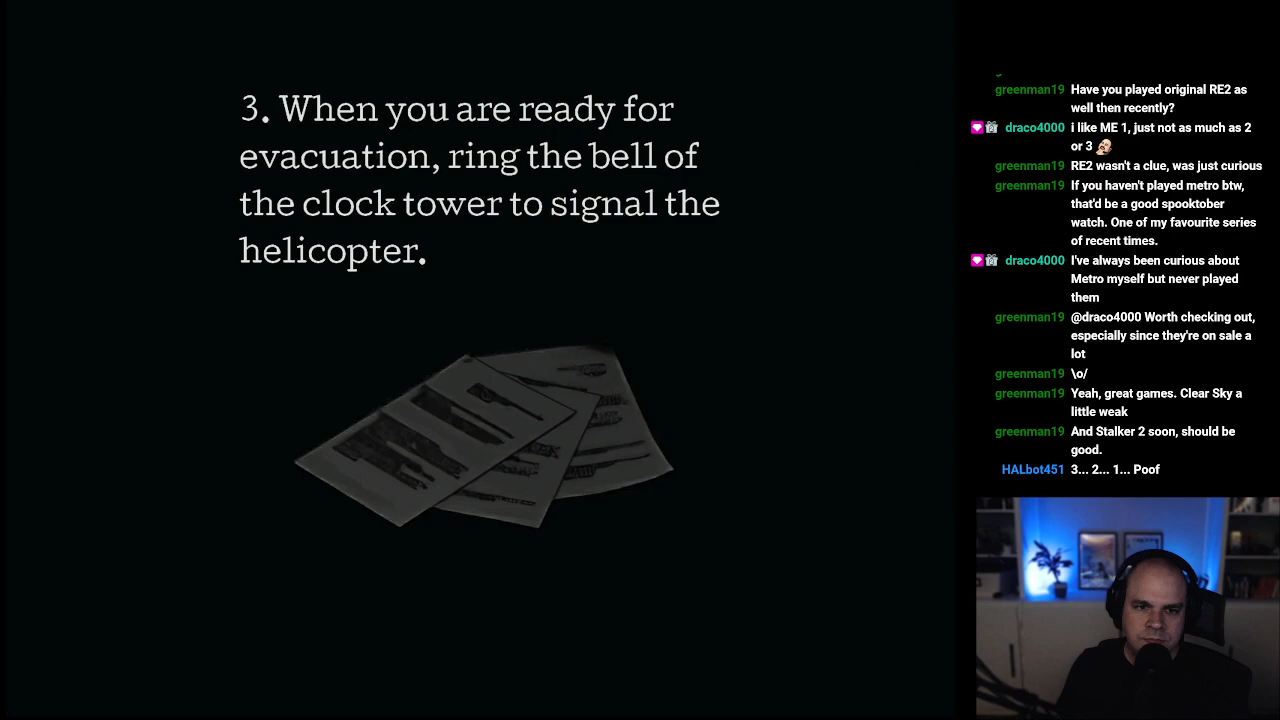 3. When you are ready for
evacuation, ring the bell of
the clock tower to signal the
helicopter.
greenman19 Have you played original RE2 as
well then recently?
draco4000 i like ME 1, just not as much as 2
or 3
greenman19 RE2 wasn't a clue, was just curious
greenman19 If you haven't played metro btw,
that'd be a good spooktober
watch. One of my favourite series
of recent times.
draco4000 I've always been curious about
Metro myself but never played
them
greenman19 @draco4000 Worth checking out,
especially since they're on sale a
lot
greenman19 \o/
greenman19 Yeah, great games. Clear Sky a
little weak
greenman19 And Stalker 2 soon, should be
good.
HALbot451 3... 2... 1... Poof